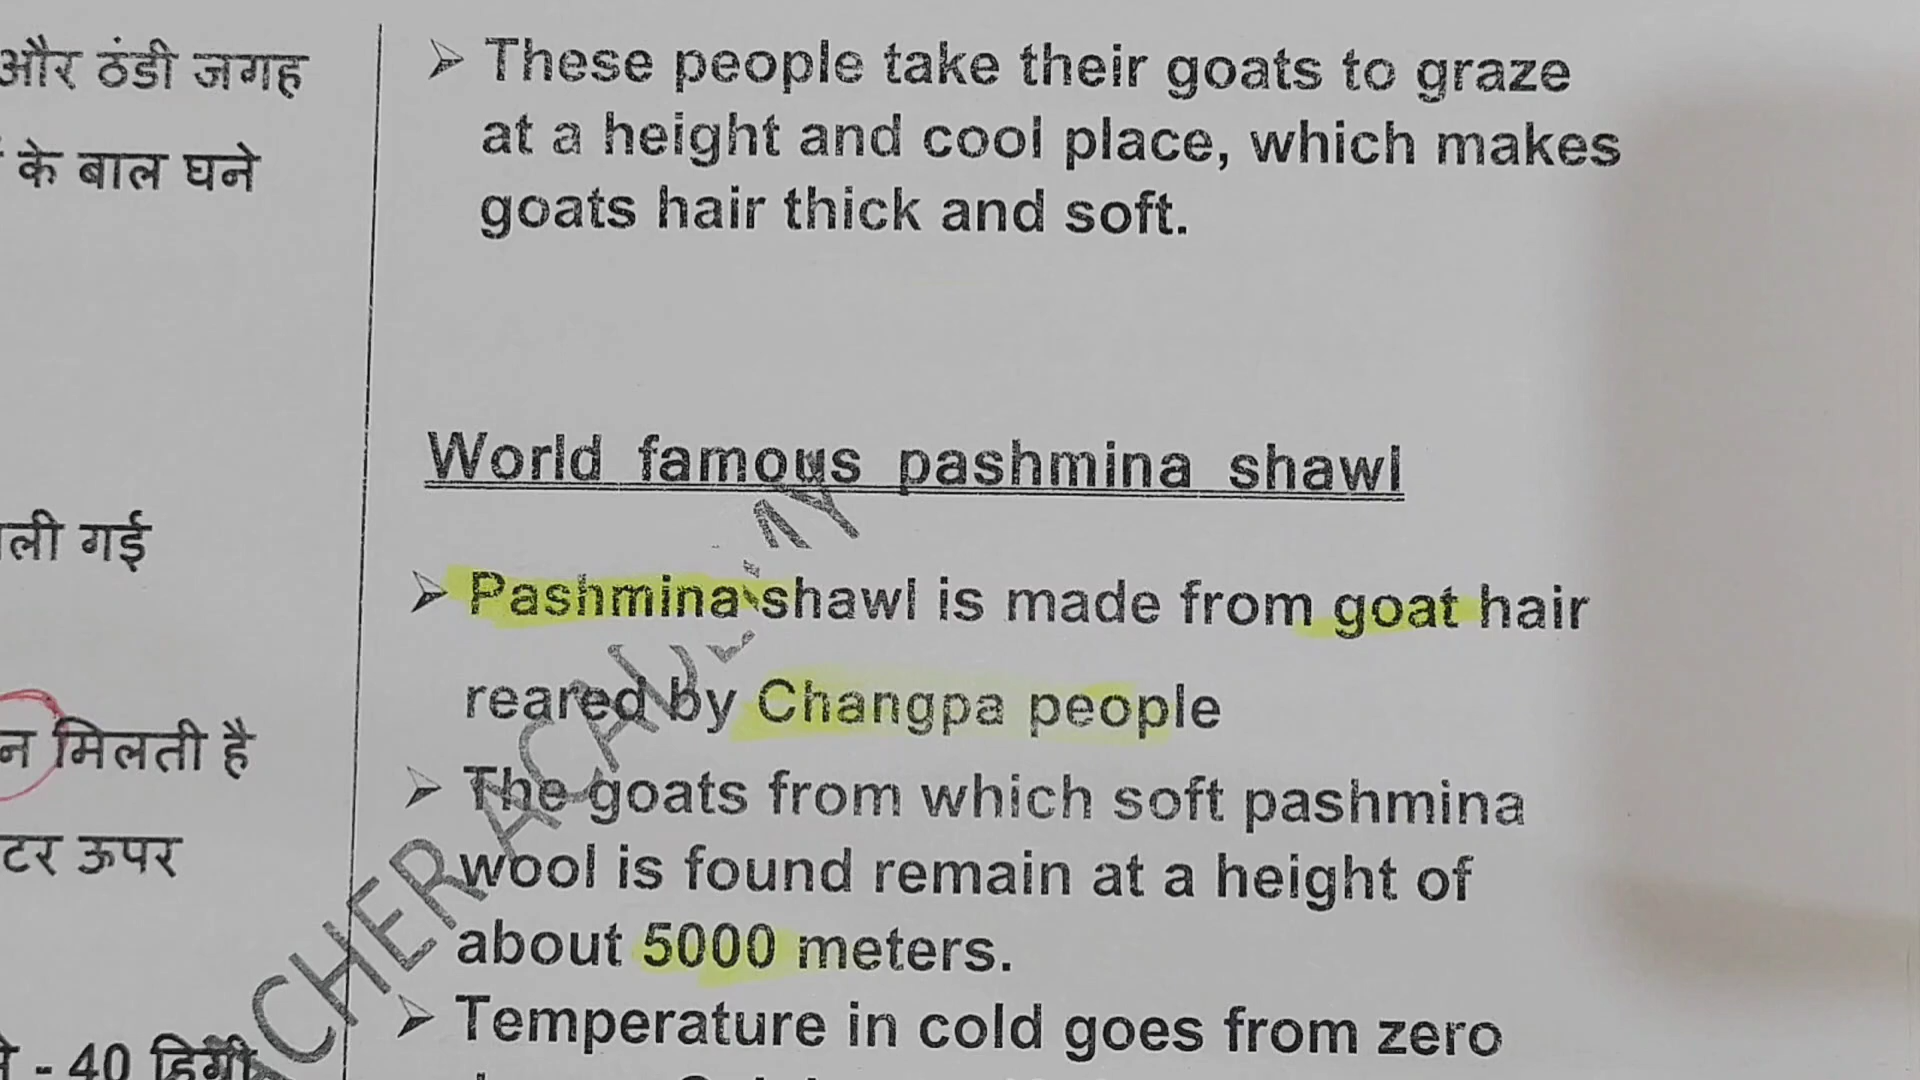 और ठंडी जगह
के बाल घने
गई
मिलती है
ऊपर
- 40 डिग्री
➢ These people take their goats to graze
at a height and cool place, which makes
goats hair thick and soft.
World famous pashmina shawl
➢ Pashmina shawl is made from goat hair
reared by Changpa people
➢ The goats from which soft pashmina
wool is found remain at a height of
about 5000 meters.
➢ Temperature in cold goes from zero